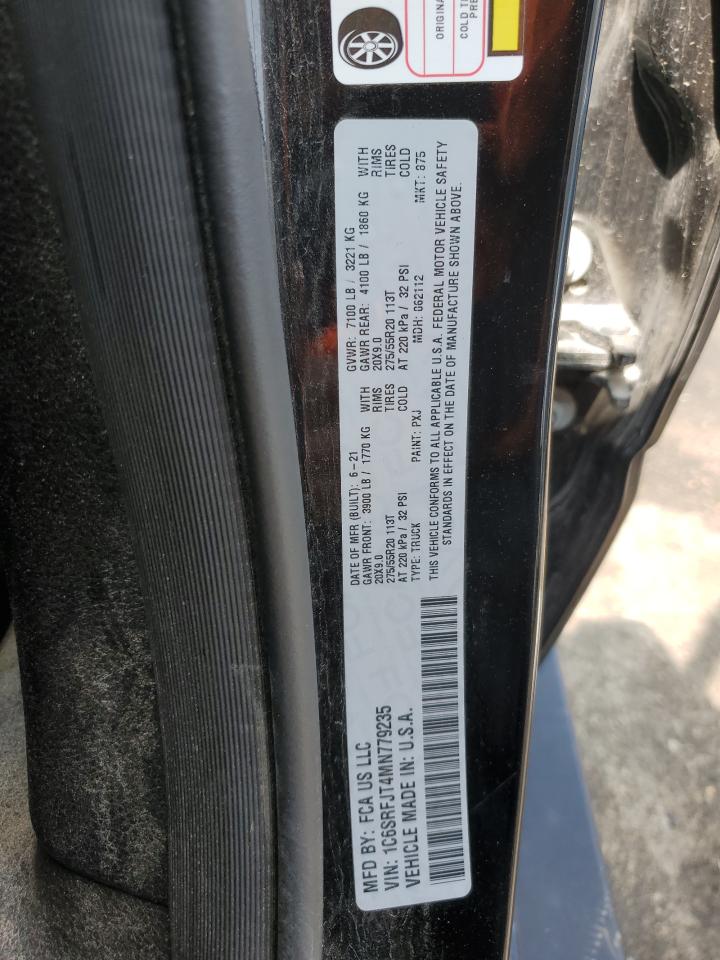 ORIGINA
COLD TI
PRE
MFD BY: FCA US LLC
VIN: 1C6SRFJT4MN779235
VEHICLE MADE IN: U.S.A.
DATE OF MFR (BUILT): 6-21
GVWR: 7100 LB / 3221 KG
GAWR FRONT: 3900 LB / 1770 KG WITH
GAWR REAR: 4100 LB / 1860 KG WITH
20X9.0 RIMS
20X9.0 RIMS
275/55R20 113T TIRES
275/55R20 113T TIRES
AT 220 kPa / 32 PSI COLD
AT 220 kPa / 32 PSI COLD
TYPE: TRUCK PAINT: PXJ MDH: 062112 MKT: 875
THIS VEHICLE CONFORMS TO ALL APPLICABLE U.S.A. FEDERAL MOTOR VEHICLE SAFETY
STANDARDS IN EFFECT ON THE DATE OF MANUFACTURE SHOWN ABOVE.